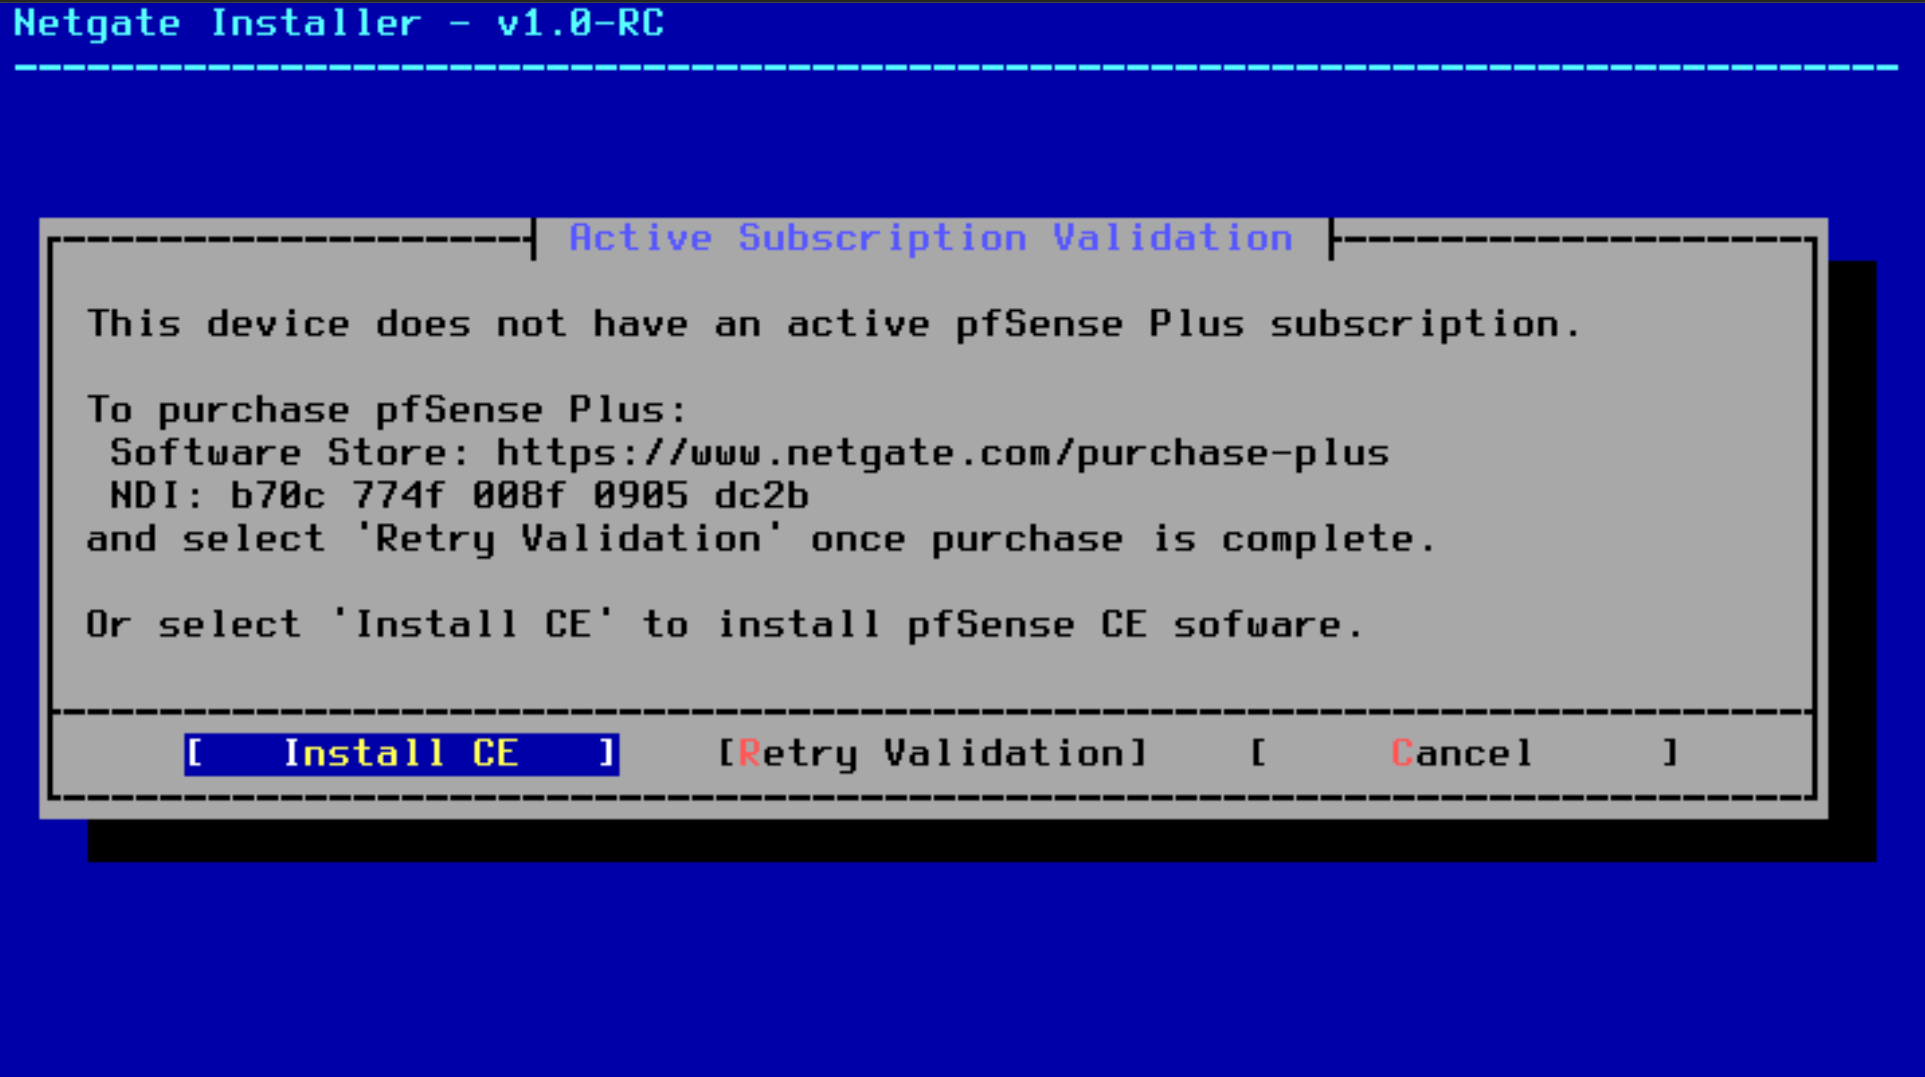 Netgate Installer - v1.0-RC
Active Subscription Validation
This device does not have an active pfSense Plus subscription.
To purchase pfSense Plus:
Software Store: https://www.netgate.com/purchase-plus
NDI: b70c 774f 008f 0905 dc2b
and select 'Retry Validation' once purchase is complete.
Or select 'Install CE' to install pfSense CE sofware.
[ Install CE ] [Retry Validation] [ Cancel ]